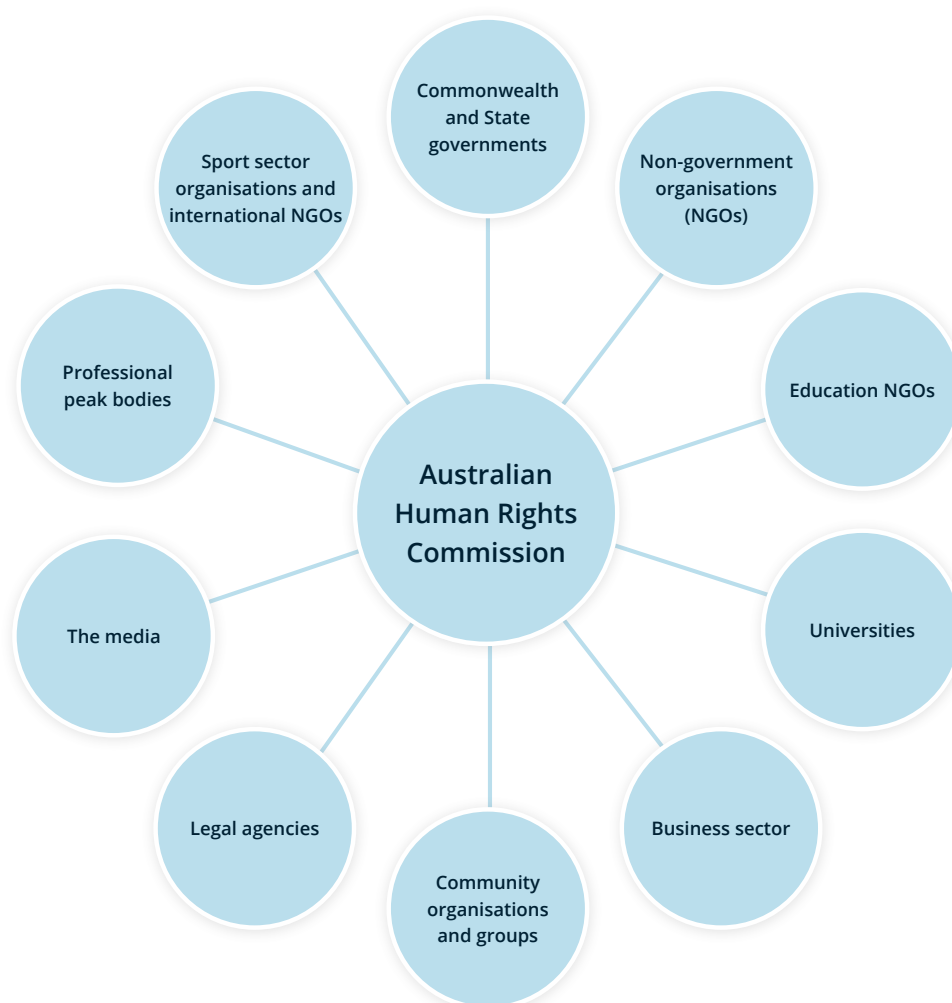 Commonwealth
and State
governments
Sport sector
organisations and
international NGOs
Non-government
organisations
(NGOs)
Professional
peak bodies
Education NGOs
Australian
Human Rights
Commission
The media
Universities
Legal agencies
Business sector
Community
organisations
and groups